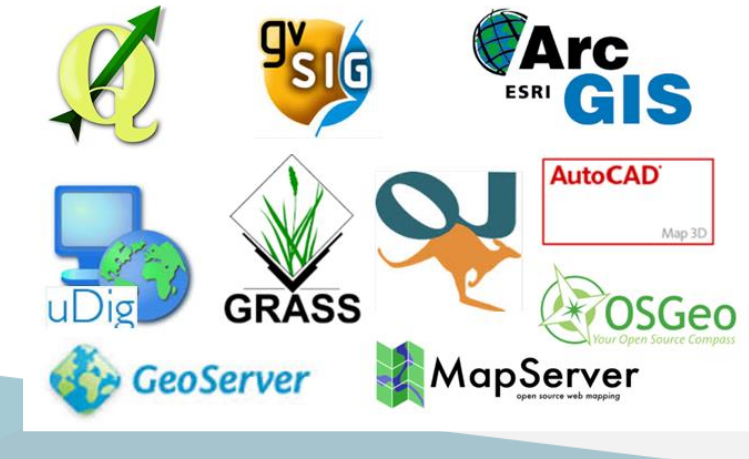 Q
gv
SIG
Arc
ESRI GIS
uDig
GRASS
OJ
AutoCAD
Map 3D
OSGeo
Your Open Source Compass
GeoServer
MapServer
open source web mapping